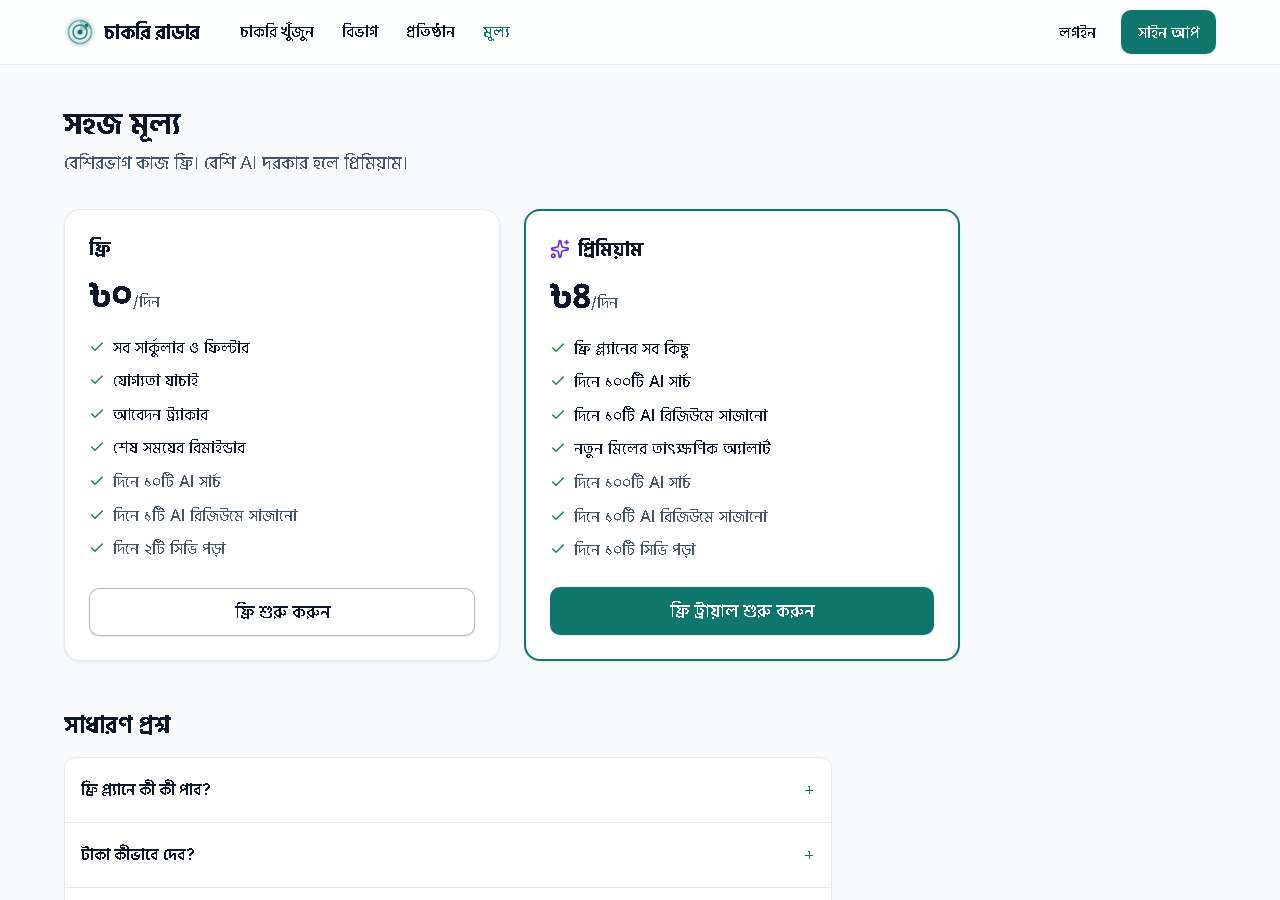 চাকরি রাডার
চাকরি খুঁজুন
বিভাগ
প্রতিষ্ঠান
মূল্য
লগইন
সাইন আপ
সহজ মূল্য
বেশিরভাগ কাজ ফ্রি। বেশি AI দরকার হলে প্রিমিয়াম।
ফ্রি
৳০/দিন
সব সার্কুলার ও ফিল্টার
যোগ্যতা যাচাই
আবেদন ট্র্যাকার
শেষ সময়ের রিমাইন্ডার
দিনে ১০টি AI সার্চ
দিনে ১টি AI রিজিউমে সাজানো
দিনে ২টি সিভি পড়া
ফ্রি শুরু করুন
প্রিমিয়াম
৳৪/দিন
ফ্রি প্ল্যানের সব কিছু
দিনে ১০০টি AI সার্চ
দিনে ১০টি AI রিজিউমে সাজানো
নতুন মিলের তাৎক্ষণিক অ্যালার্ট
দিনে ১০০টি AI সার্চ
দিনে ১০টি AI রিজিউমে সাজানো
দিনে ১০টি সিভি পড়া
ফ্রি ট্রায়াল শুরু করুন
সাধারণ প্রশ্ন
ফ্রি প্ল্যানে কী কী পাব?
+
টাকা কীভাবে দেব?
+